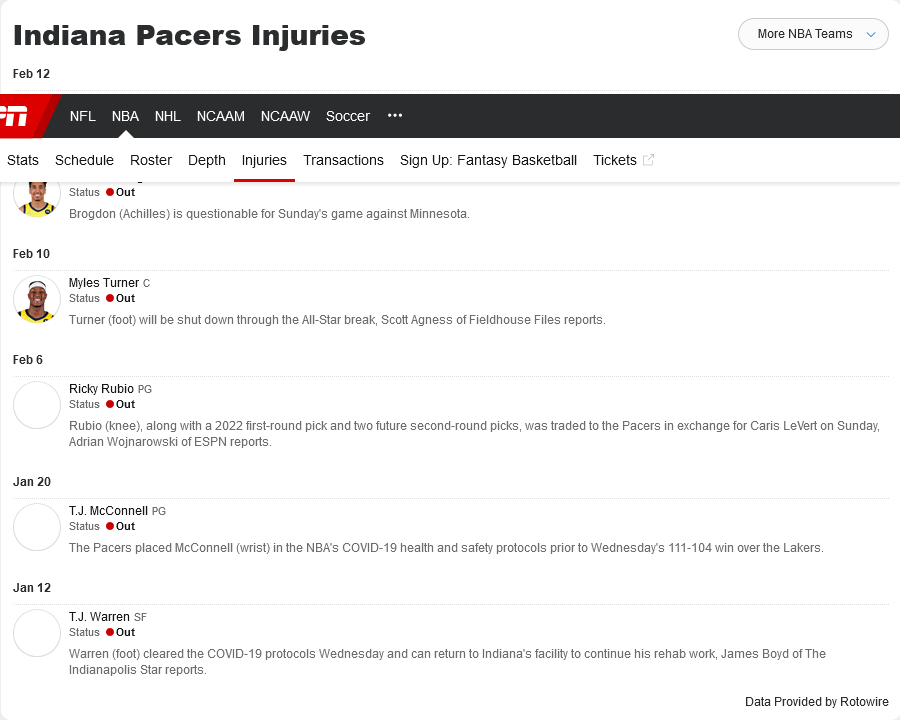 Indiana Pacers Injuries
More NBA Teams
Feb 12
NFL NBA NHL NCAAM NCAAW Soccer •••
Stats Schedule Roster Depth Injuries Transactions Sign Up: Fantasy Basketball Tickets
Status Out
Brogdon (Achilles) is questionable for Sunday's game against Minnesota.
Feb 10
Myles Turner C
Status Out
Turner (foot) will be shut down through the All-Star break, Scott Agness of Fieldhouse Files reports.
Feb 6
Ricky Rubio PG
Status Out
Rubio (knee), along with a 2022 first-round pick and two future second-round picks, was traded to the Pacers in exchange for Caris LeVert on Sunday,
Adrian Wojnarowski of ESPN reports.
Jan 20
T.J. McConnell PG
Status Out
The Pacers placed McConnell (wrist) in the NBA's COVID-19 health and safety protocols prior to Wednesday's 111-104 win over the Lakers.
Jan 12
T.J. Warren SF
Status Out
Warren (foot) cleared the COVID-19 protocols Wednesday and can return to Indiana's facility to continue his rehab work, James Boyd of The
Indianapolis Star reports.
Data Provided by Rotowire